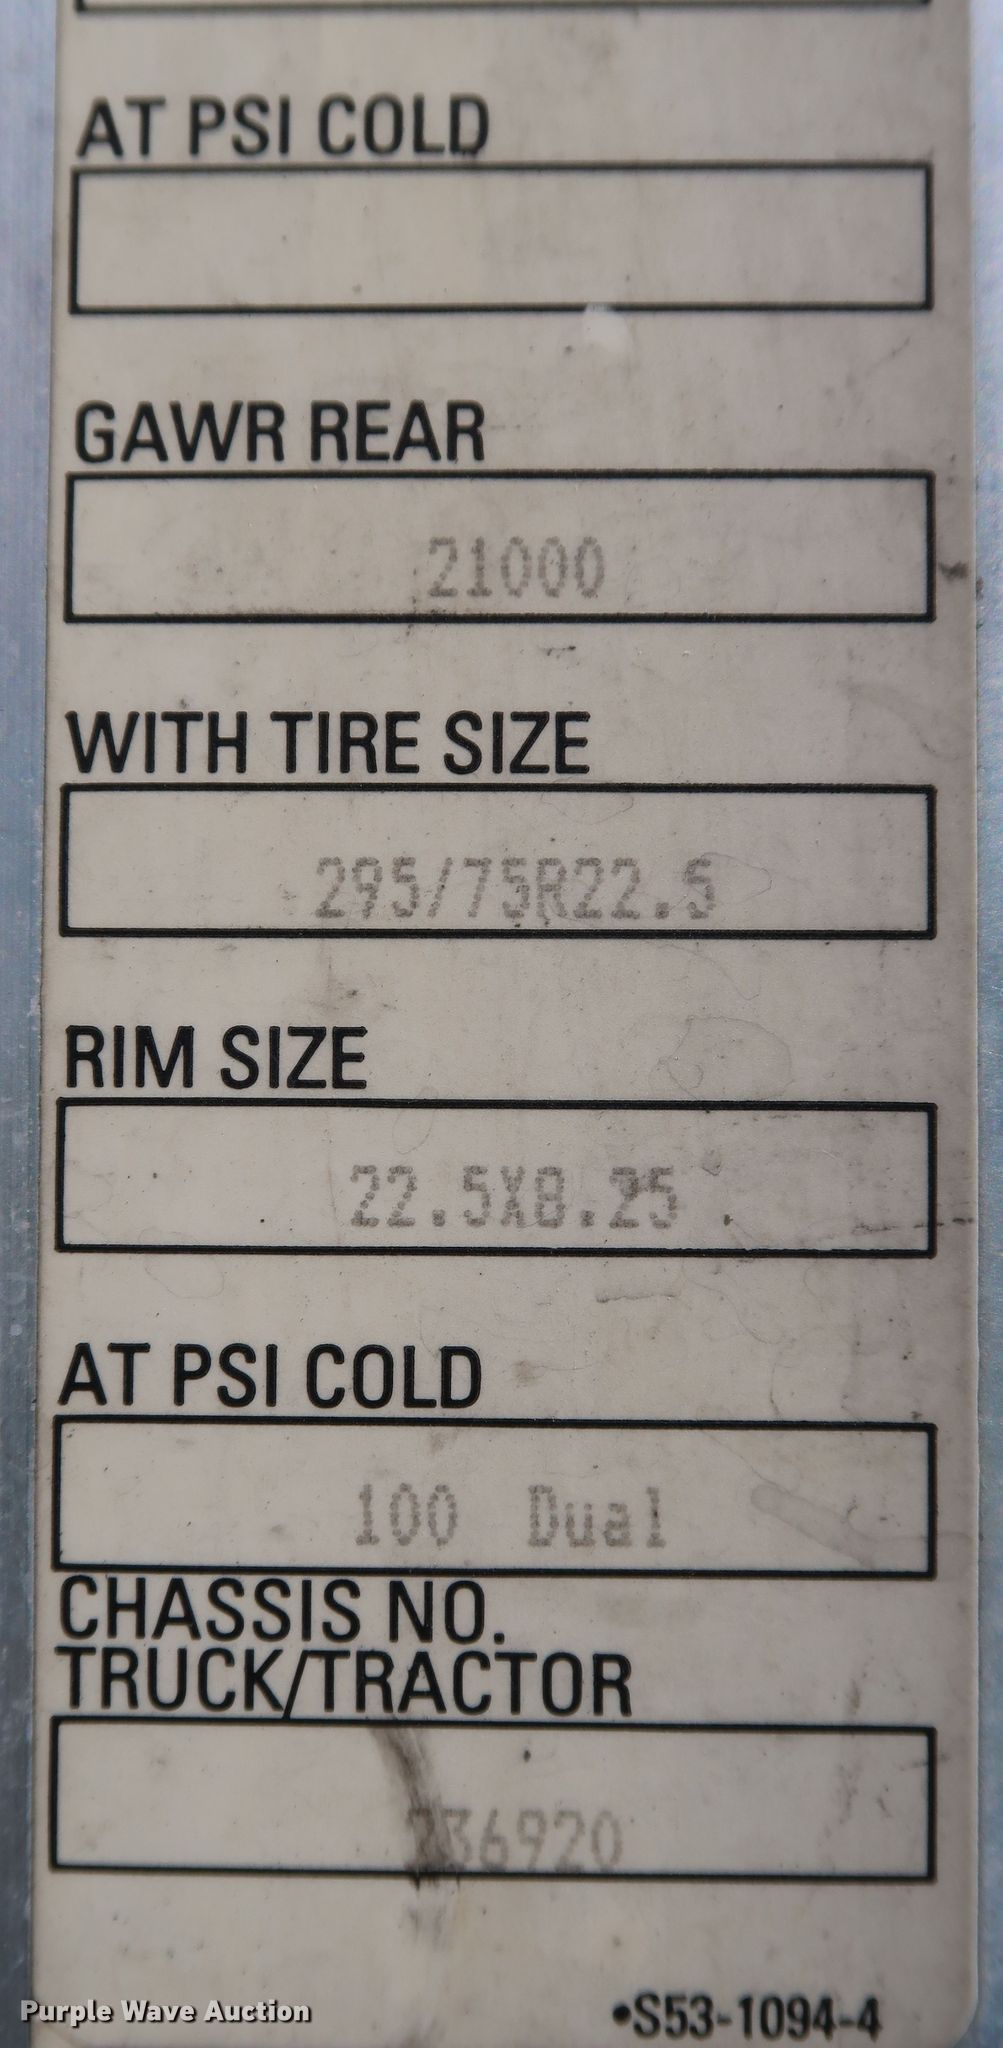 AT PSI COLD
GAWR REAR
21000
WITH TIRE SIZE
295/75R22.5
RIM SIZE
22.5X8.25
AT PSI COLD
100 Dual
CHASSIS NO.
TRUCK/TRACTOR
236920
Purple Wave Auction
•S53-1094-4